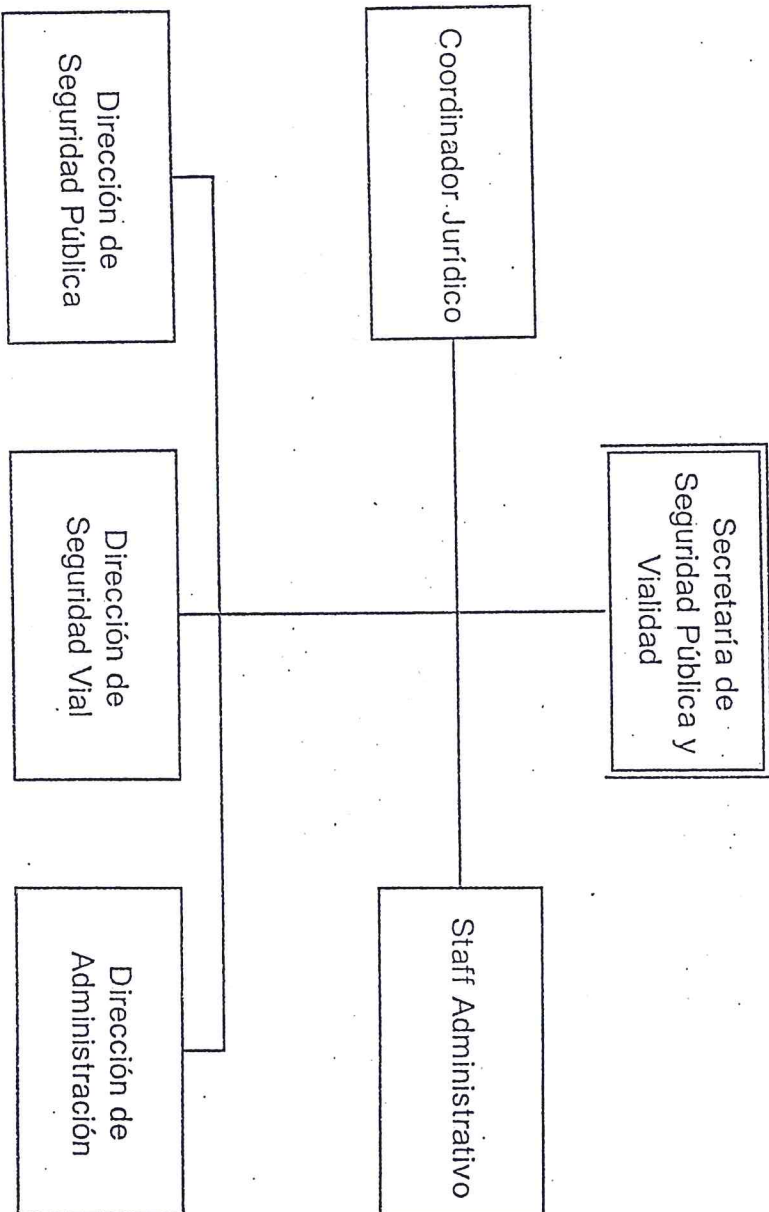 Secretaría de
Seguridad Pública y
Vialidad
Coordinador Jurídico
Staff Administrativo
Dirección de
Seguridad Pública
Dirección de
Seguridad Vial
Dirección de
Administración